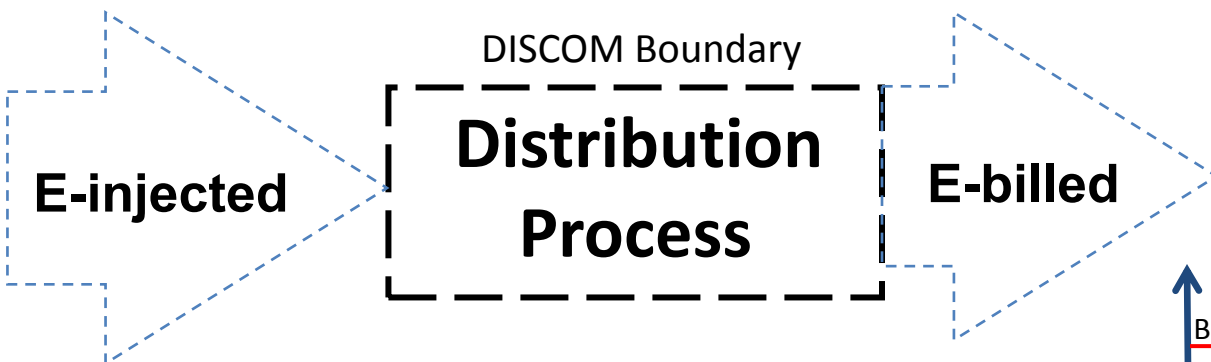 DISCOM Boundary
Distribution
Process
E-injected
E-billed
B